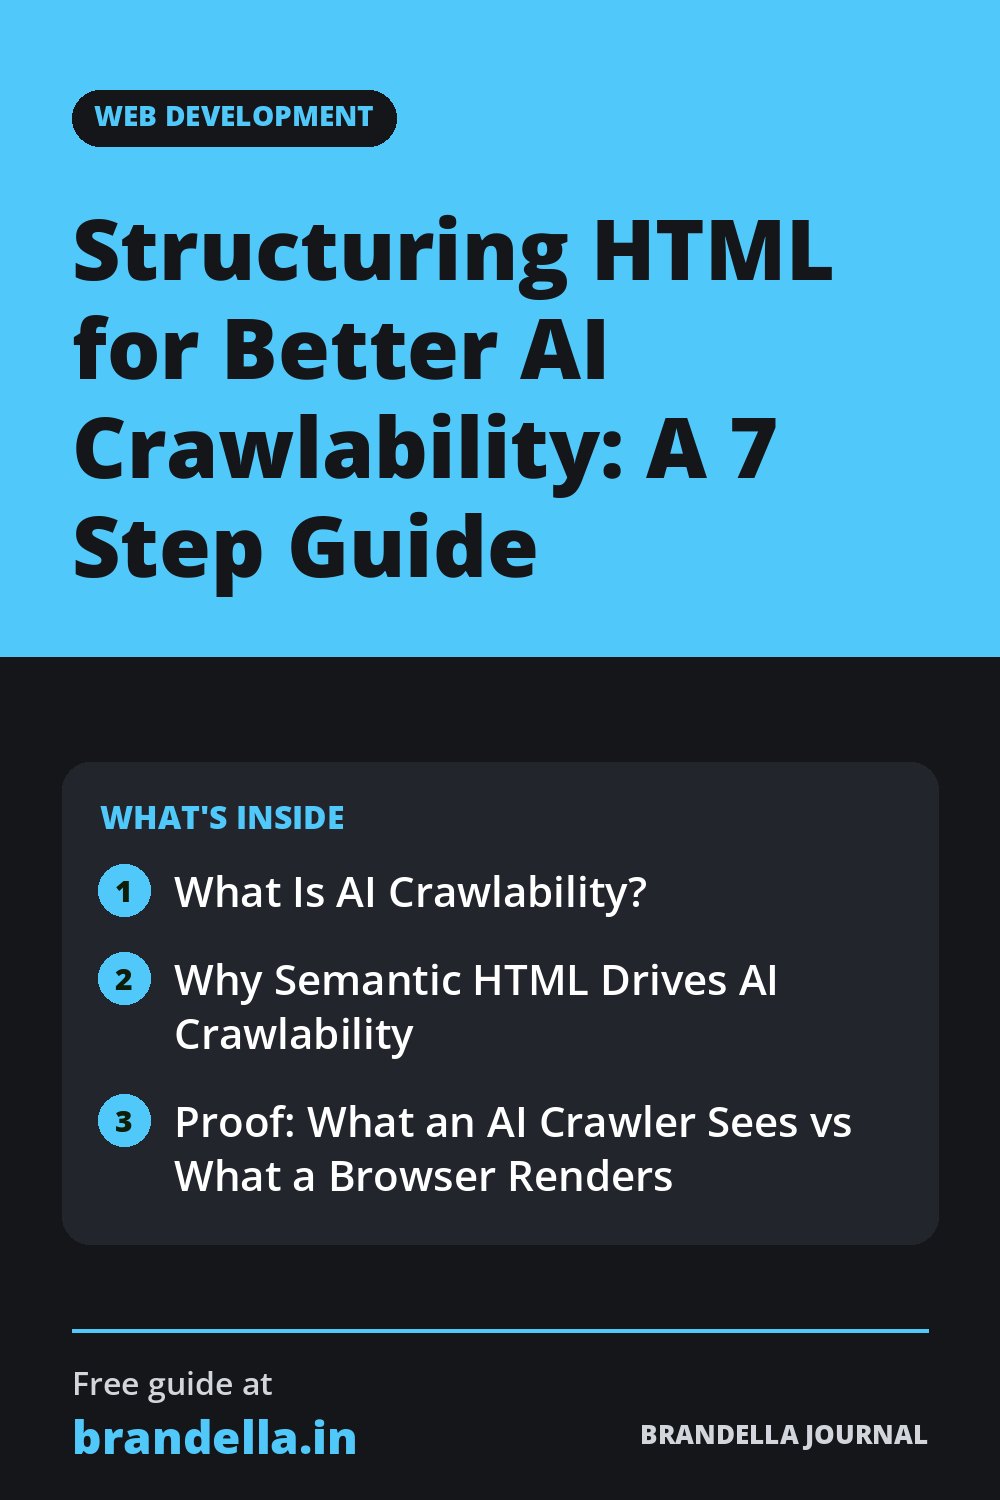 WEB DEVELOPMENT
Structuring HTML
for Better AI
Crawlability: A 7
Step Guide
WHAT'S INSIDE
1 What Is AI Crawlability?
2 Why Semantic HTML Drives AI
Crawlability
3 Proof: What an AI Crawler Sees vs
What a Browser Renders
Free guide at
brandella.in
BRANDELLA JOURNAL